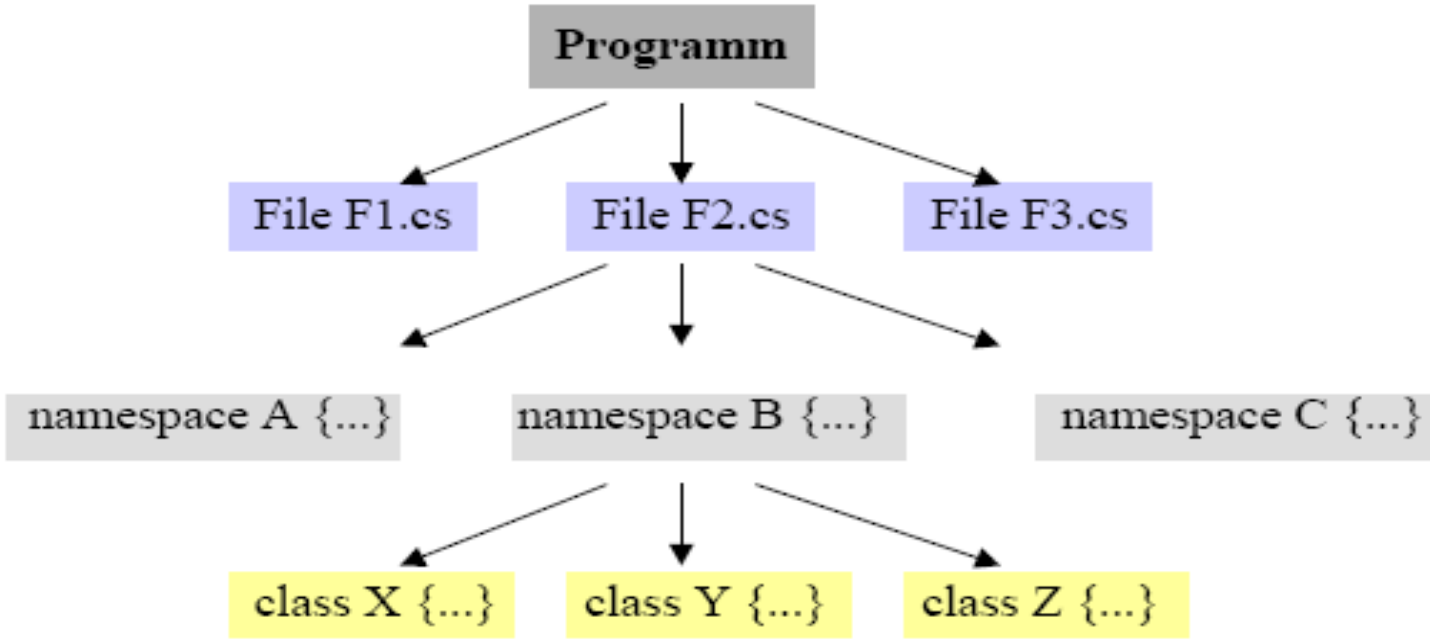 Programm
File F1.cs File F2.cs File F3.cs
namespace A {...} namespace B {...} namespace C {...}
class X {...} class Y {...} class Z {...}